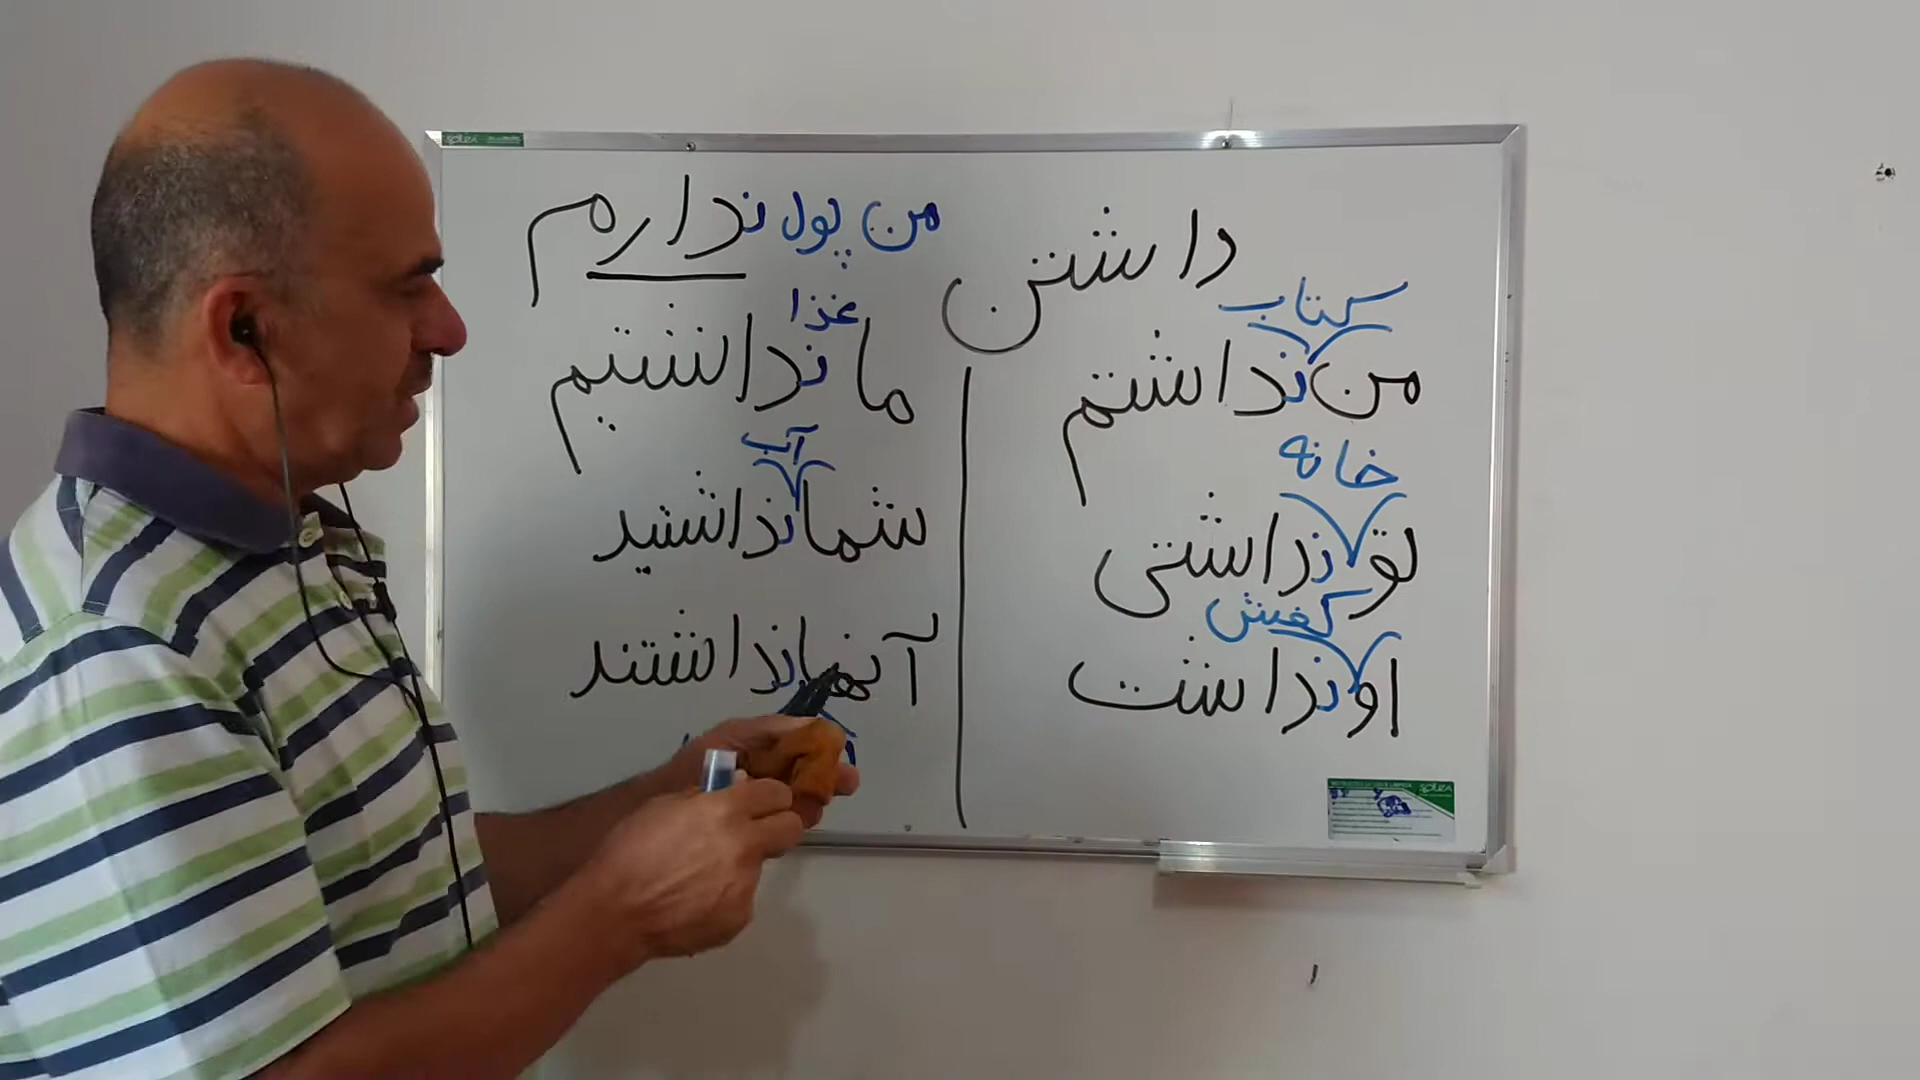 داشتن
کتاب
من نداشتم
خانه
تو نداشتی
کفش
او نداشت
من پول ندارم
غذا
ما نداشتیم
آب
شما نداشتید
آنها نداشتند